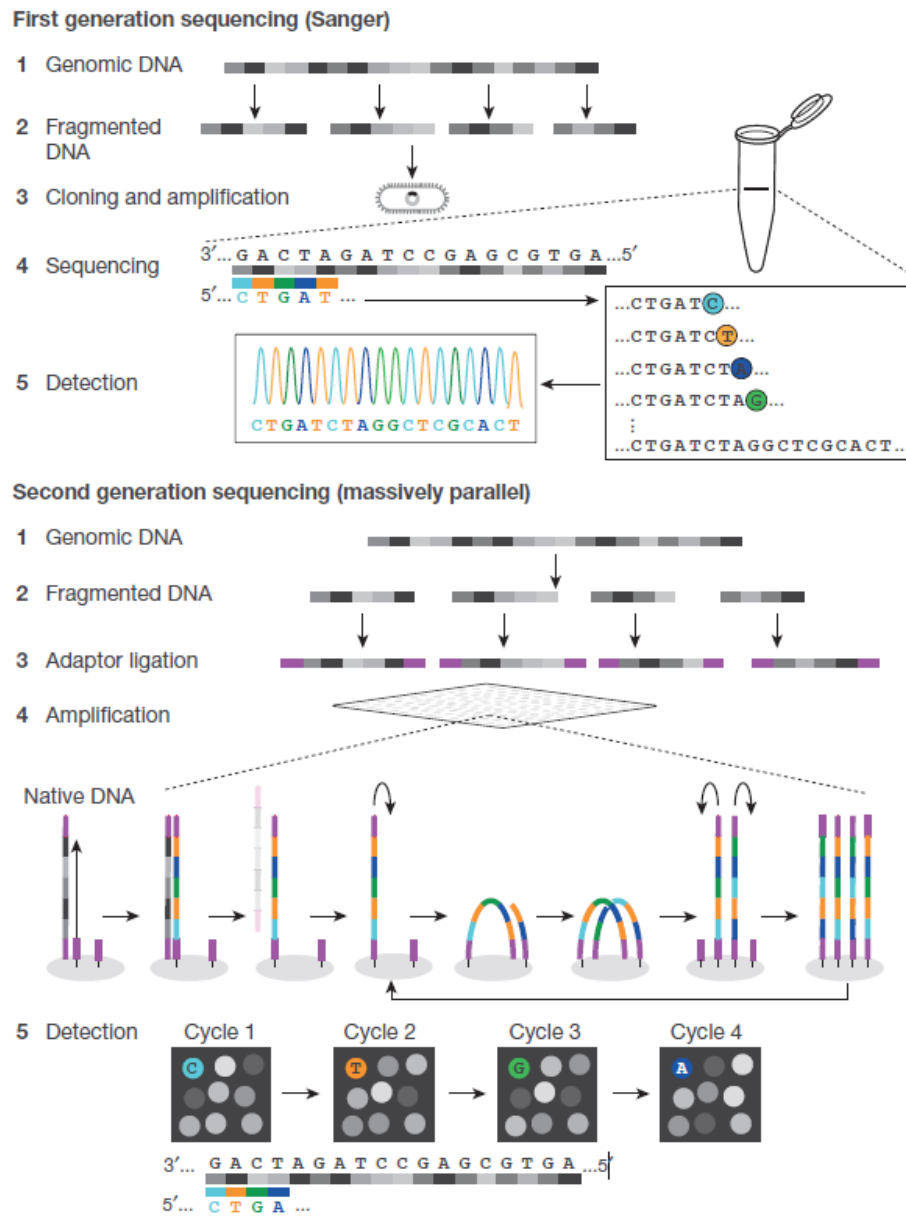 First generation sequencing (Sanger)
1 Genomic DNA
2 Fragmented
DNA
3 Cloning and amplification
3′... G A C T A G A T C C G A G C G T G A ...5′
4 Sequencing
5′... C T G A T ...
...CTGATC...
...CTGATCT...
...CTGATCTA...
...CTGATCTAG...
⋮
...CTGATCTAGGCTCGCACT...
5 Detection
CTGATCTAGGCTCGCACT
Second generation sequencing (massively parallel)
1 Genomic DNA
2 Fragmented DNA
3 Adaptor ligation
4 Amplification
Native DNA
5 Detection
Cycle 1 Cycle 2 Cycle 3 Cycle 4
C T G A
3′... G A C T A G A T C C G A G C G T G A ...5′
5′... C T G A ...